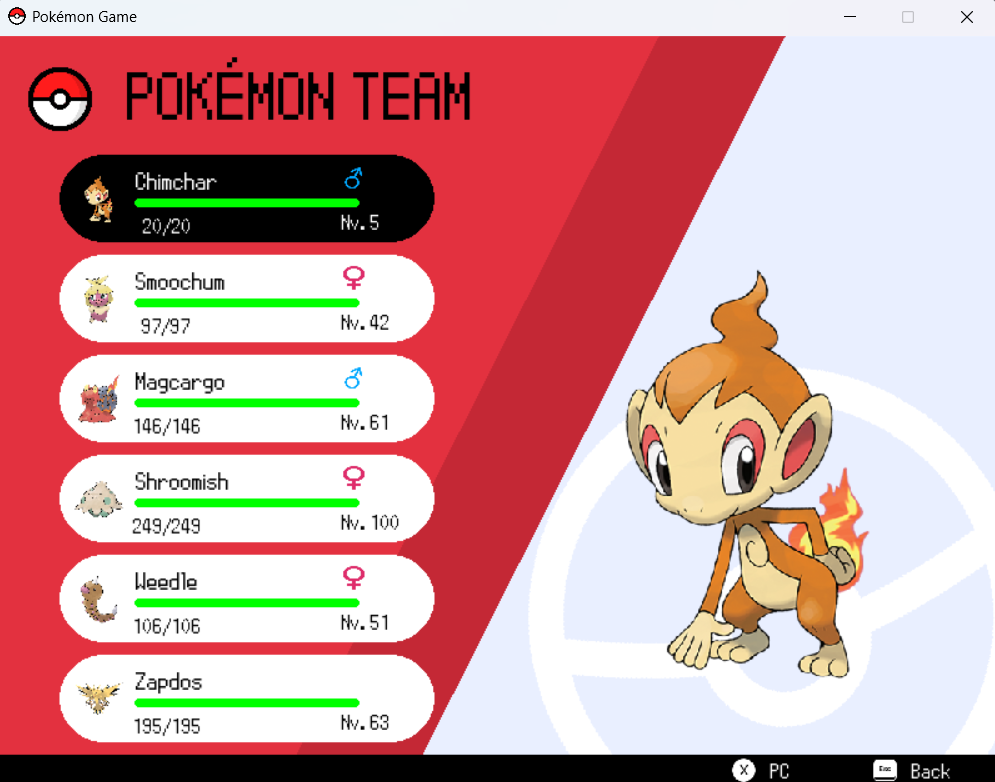 Pokémon Game
POKÉMON TEAM
Chimchar ♂
20/20 Nv.5
Smoochum ♀
97/97 Nv.42
Magcargo ♂
146/146 Nv.61
Shroomish ♀
249/249 Nv.100
Weedle ♀
106/106 Nv.51
Zapdos
195/195 Nv.63
X PC Esc Back